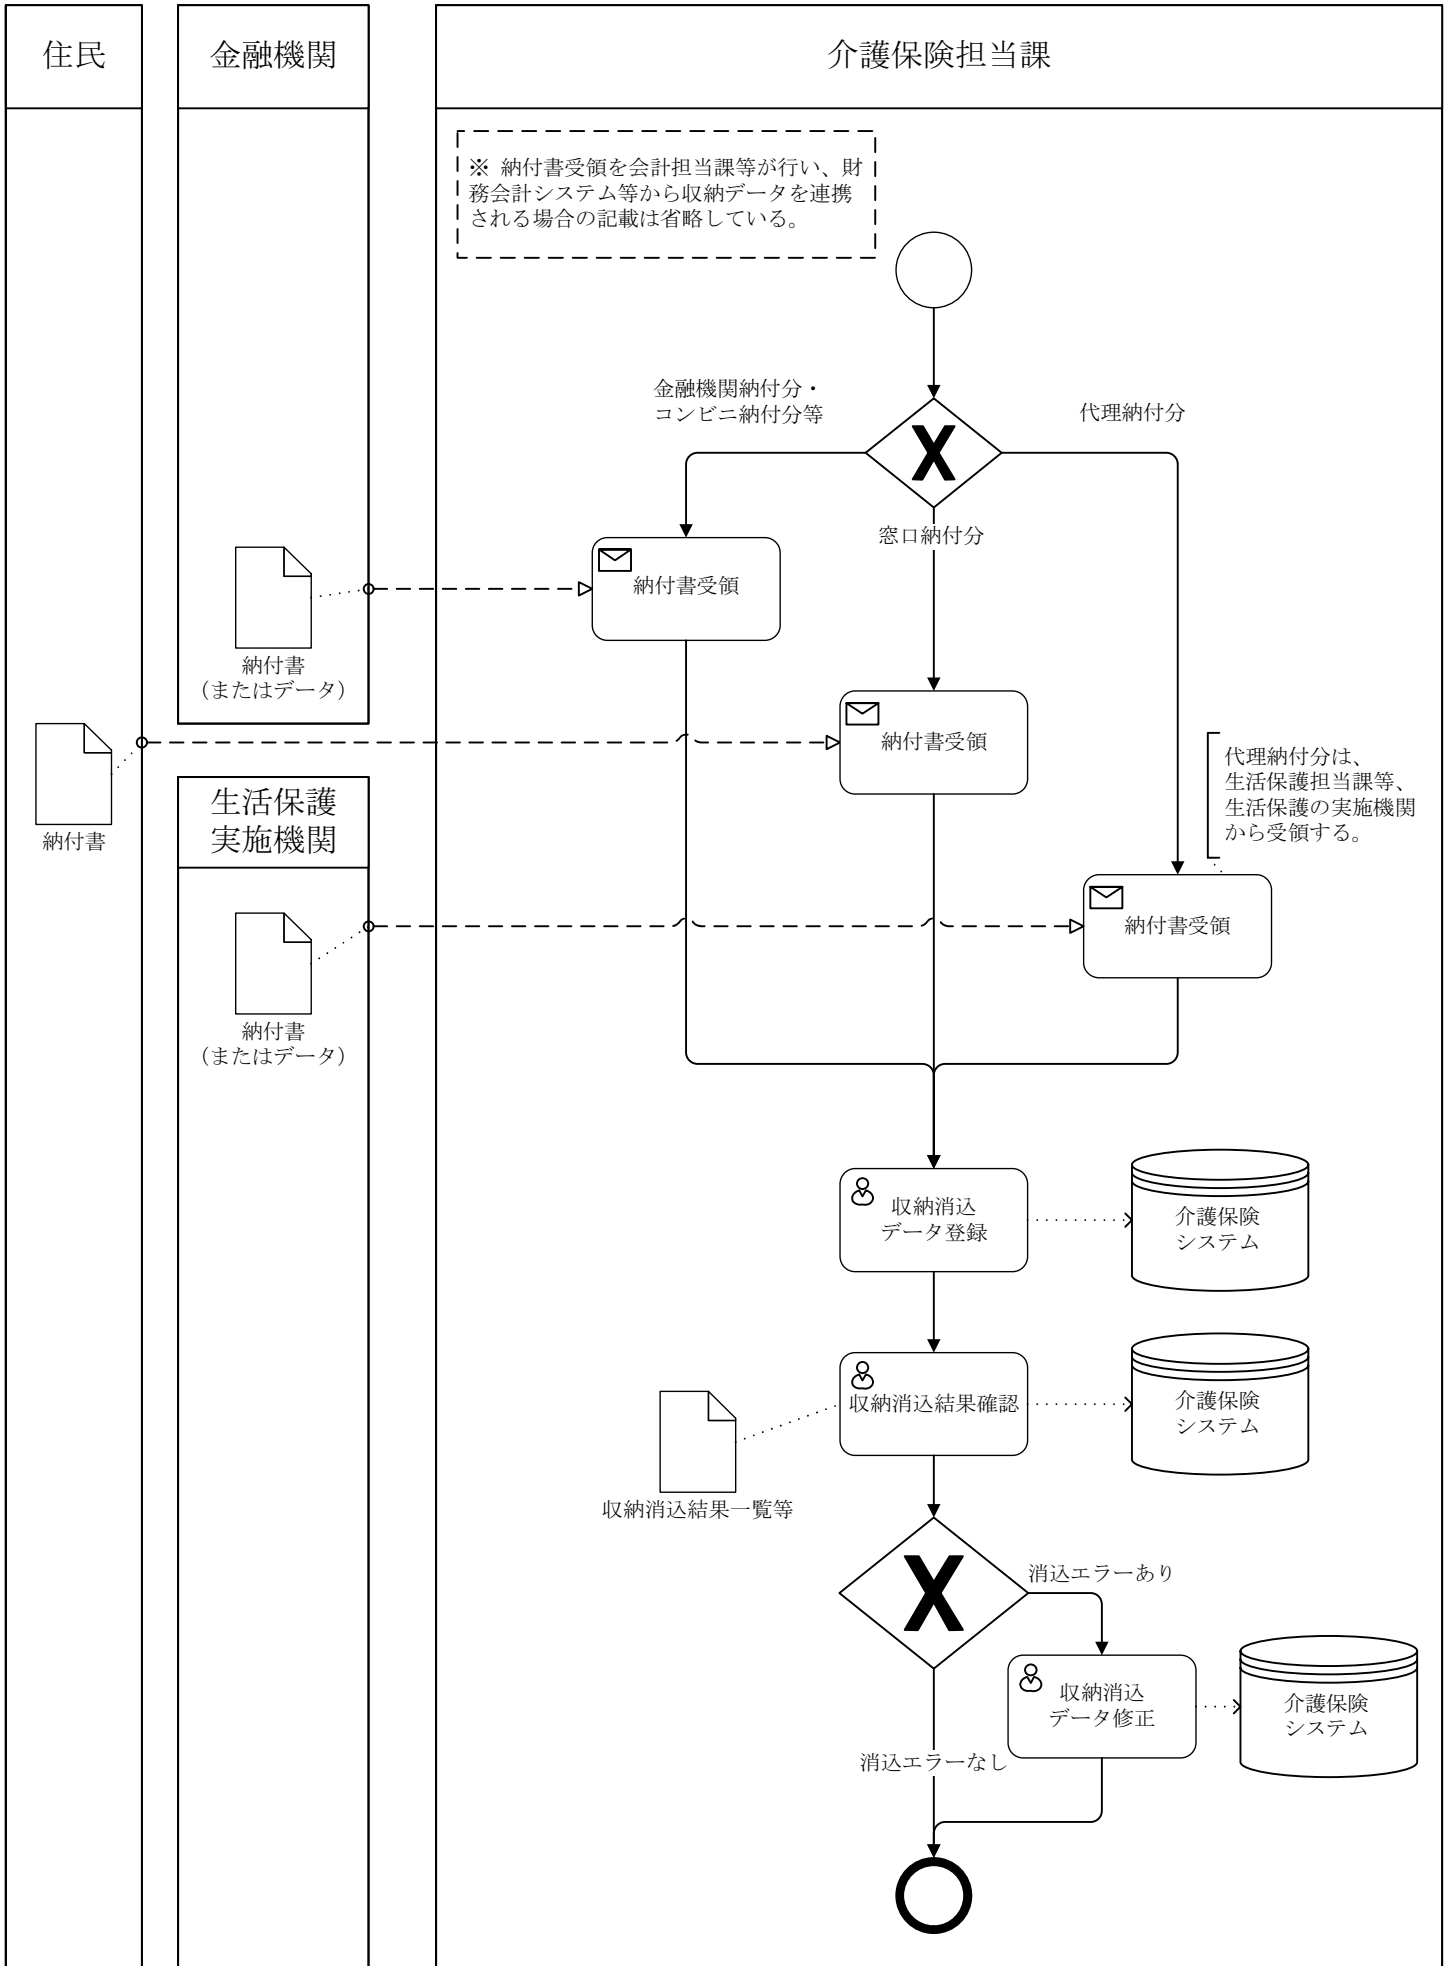 住民
金融機関
介護保険担当課
※ 納付書受領を会計担当課等が行い、財
務会計システム等から収納データを連携
される場合の記載は省略している。
金融機関納付分・
コンビニ納付分等
代理納付分
窓口納付分
納付書受領
納付書
（またはデータ）
納付書受領
納付書
生活保護
実施機関
代理納付分は、
生活保護担当課等、
生活保護の実施機関
から受領する。
納付書受領
納付書
（またはデータ）
収納消込
データ登録
介護保険
システム
収納消込結果確認
介護保険
システム
収納消込結果一覧等
消込エラーあり
収納消込
データ修正
介護保険
システム
消込エラーなし